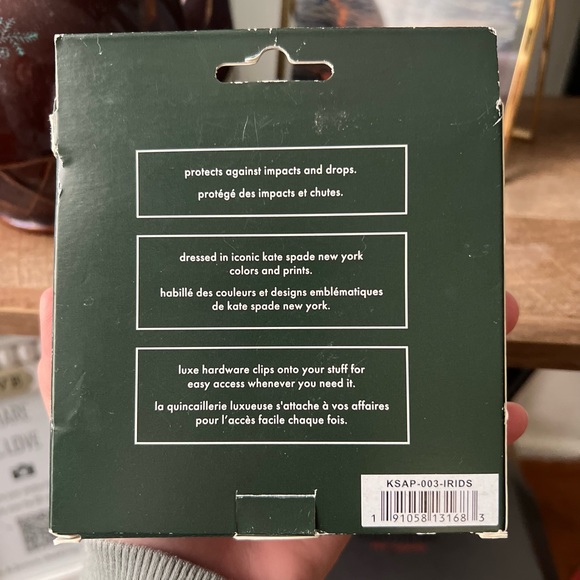 protects against impacts and drops.
protégé des impacts et chutes.
dressed in iconic kate spade new york
colors and prints.
habillé des couleurs et designs emblématiques
de kate spade new york.
luxe hardware clips onto your stuff for
easy access whenever you need it.
la quincaillerie luxueuse s'attache à vos affaires
pour l'accès facile chaque fois.
KSAP-003-IRIDS
1 91058 13168 3
LOVE